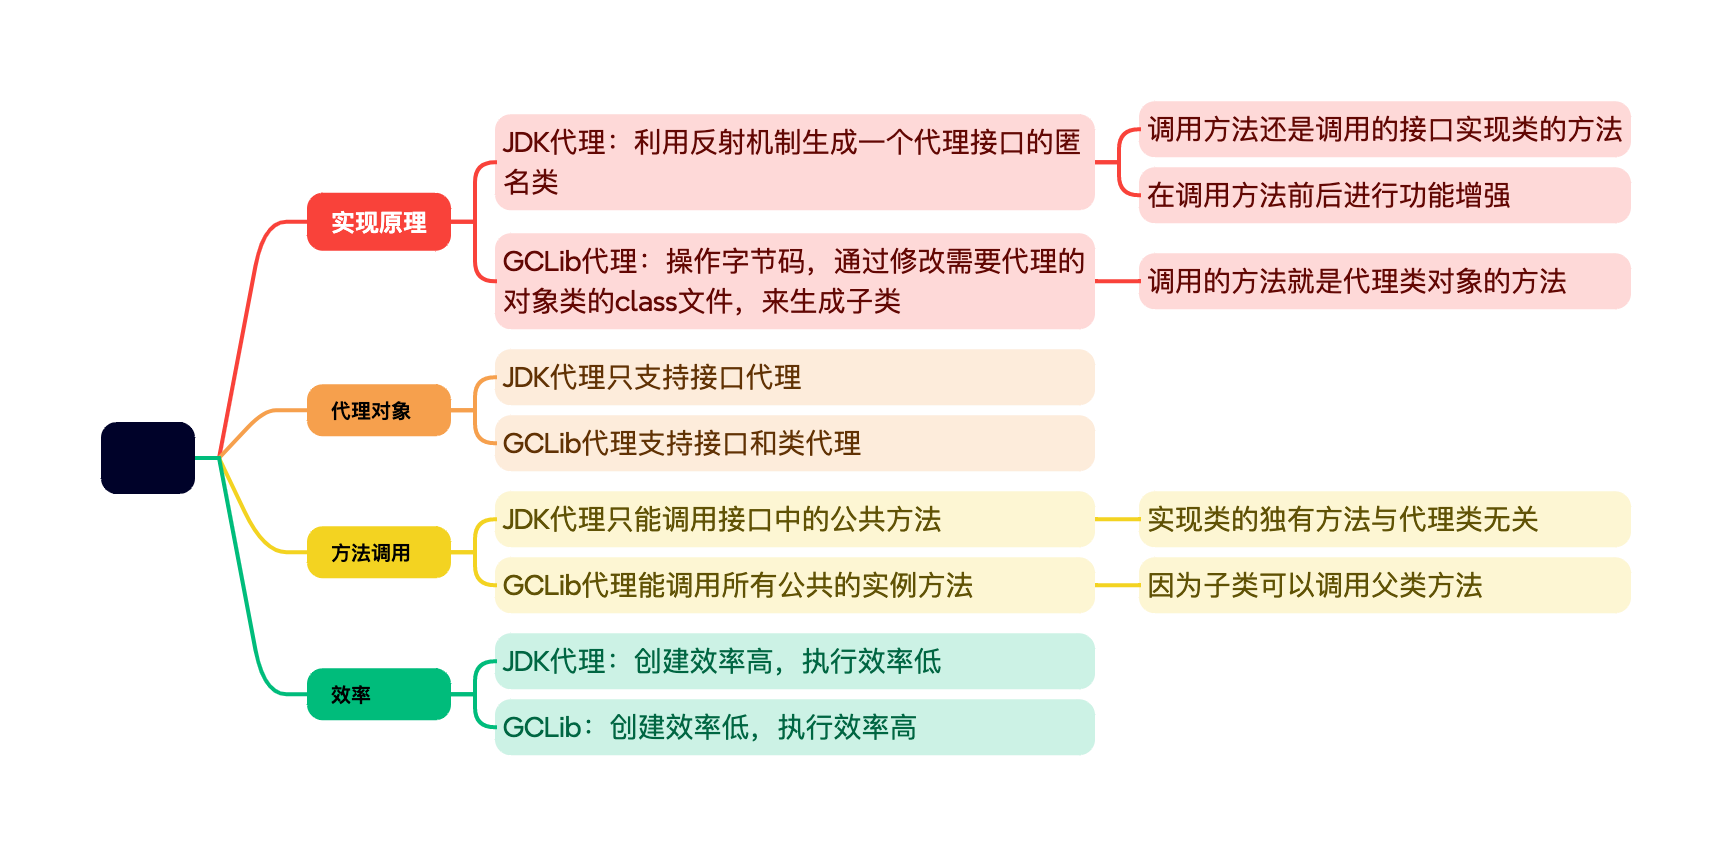 实现原理
JDK代理：利用反射机制生成一个代理接口的匿
名类
调用方法还是调用的接口实现类的方法
在调用方法前后进行功能增强
GCLib代理：操作字节码，通过修改需要代理的
对象类的class文件，来生成子类
调用的方法就是代理类对象的方法
代理对象
JDK代理只支持接口代理
GCLib代理支持接口和类代理
方法调用
JDK代理只能调用接口中的公共方法
实现类的独有方法与代理类无关
GCLib代理能调用所有公共的实例方法
因为子类可以调用父类方法
效率
JDK代理：创建效率高，执行效率低
GCLib：创建效率低，执行效率高